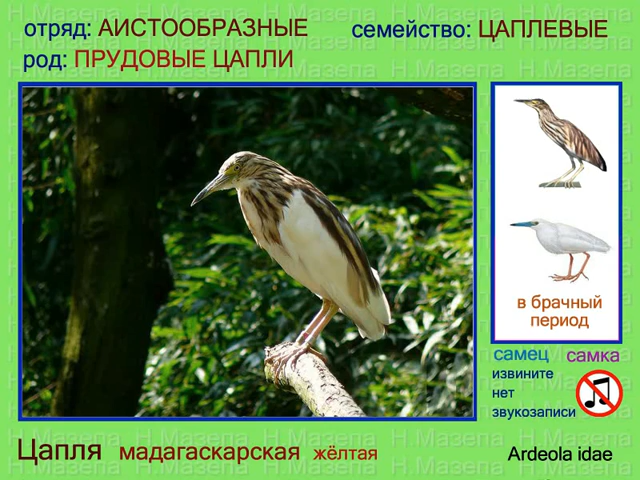 отряд: АИСТООБРАЗНЫЕ семейство: ЦАПЛЕВЫЕ
род: ПРУДОВЫЕ ЦАПЛИ
в брачный
период
самец самка
извините
нет
звукозаписи
Цапля мадагаскарская жёлтая Ardeola idae
Н.Мазепа